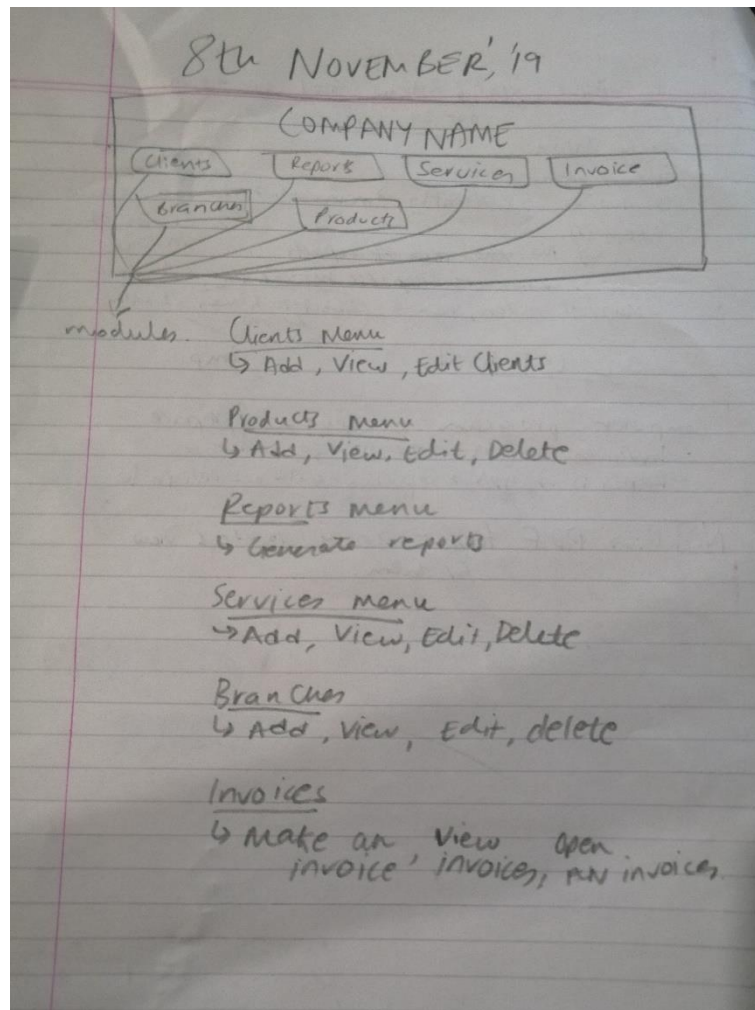 8th NOVEMBER, '19
COMPANY NAME
Clients Reports Services Invoice
Branches Products
modules. Clients Menu
↳ Add, View, Edit Clients
Products menu
↳ Add, View, Edit, Delete
Reports menu
↳ Generate reports
Services menu
↳ Add, View, Edit, Delete
Branches
↳ Add, View, Edit, delete
Invoices
↳ Make an View open
invoice, invoices, invoices